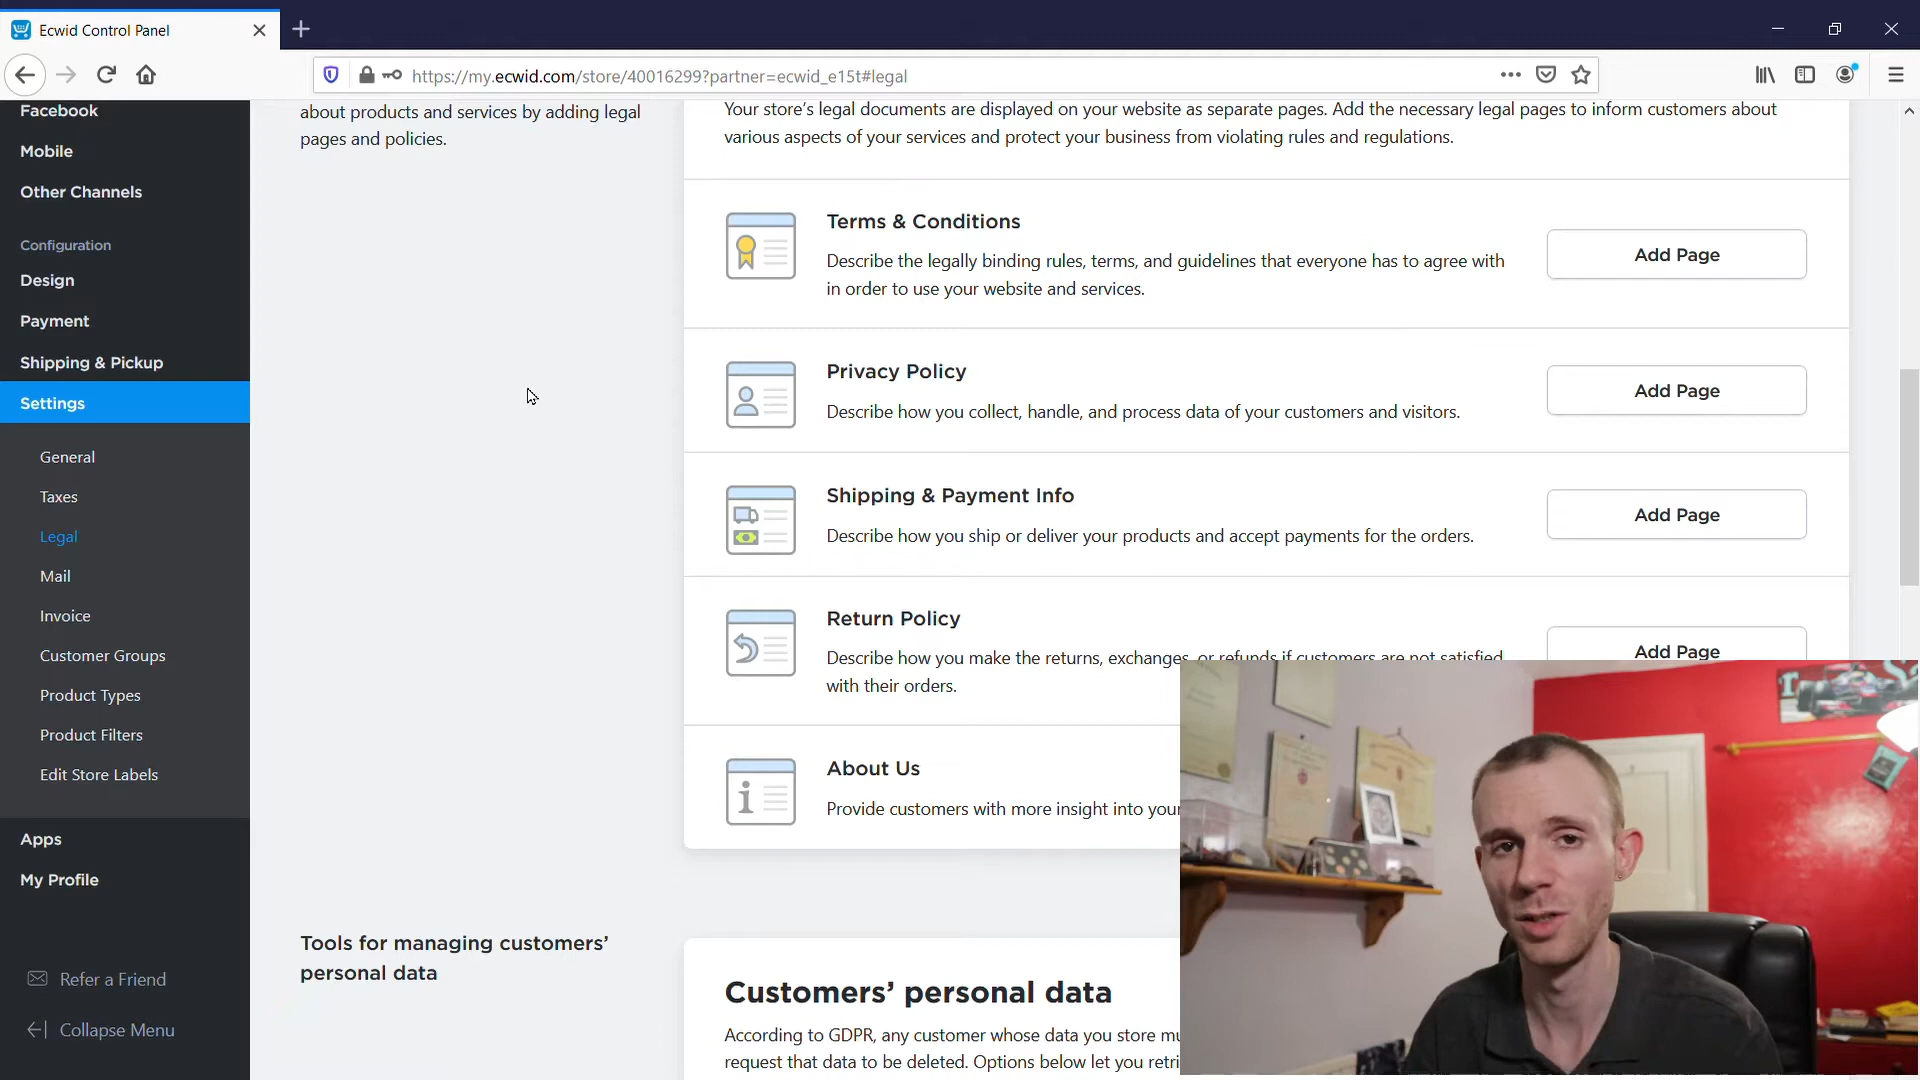 Ecwid Control Panel
https://my.ecwid.com/store/40016299?partner=ecwid_e15t#legal
Facebook
Mobile
Other Channels
Configuration
Design
Payment
Shipping & Pickup
Settings
General
Taxes
Legal
Mail
Invoice
Customer Groups
Product Types
Product Filters
Edit Store Labels
Apps
My Profile
Refer a Friend
Collapse Menu
about products and services by adding legal
pages and policies.
Your store’s legal documents are displayed on your website as separate pages. Add the necessary legal pages to inform customers about
various aspects of your services and protect your business from violating rules and regulations.
Terms & Conditions
Describe the legally binding rules, terms, and guidelines that everyone has to agree with
in order to use your website and services.
Add Page
Privacy Policy
Describe how you collect, handle, and process data of your customers and visitors.
Add Page
Shipping & Payment Info
Describe how you ship or deliver your products and accept payments for the orders.
Add Page
Return Policy
Describe how you make the returns, exchanges, or refunds if customers are not satisfied
with their orders.
Add Page
About Us
Provide customers with more insight into your
Tools for managing customers’
personal data
Customers’ personal data
According to GDPR, any customer whose data you store
request that data to be deleted. Options below let you